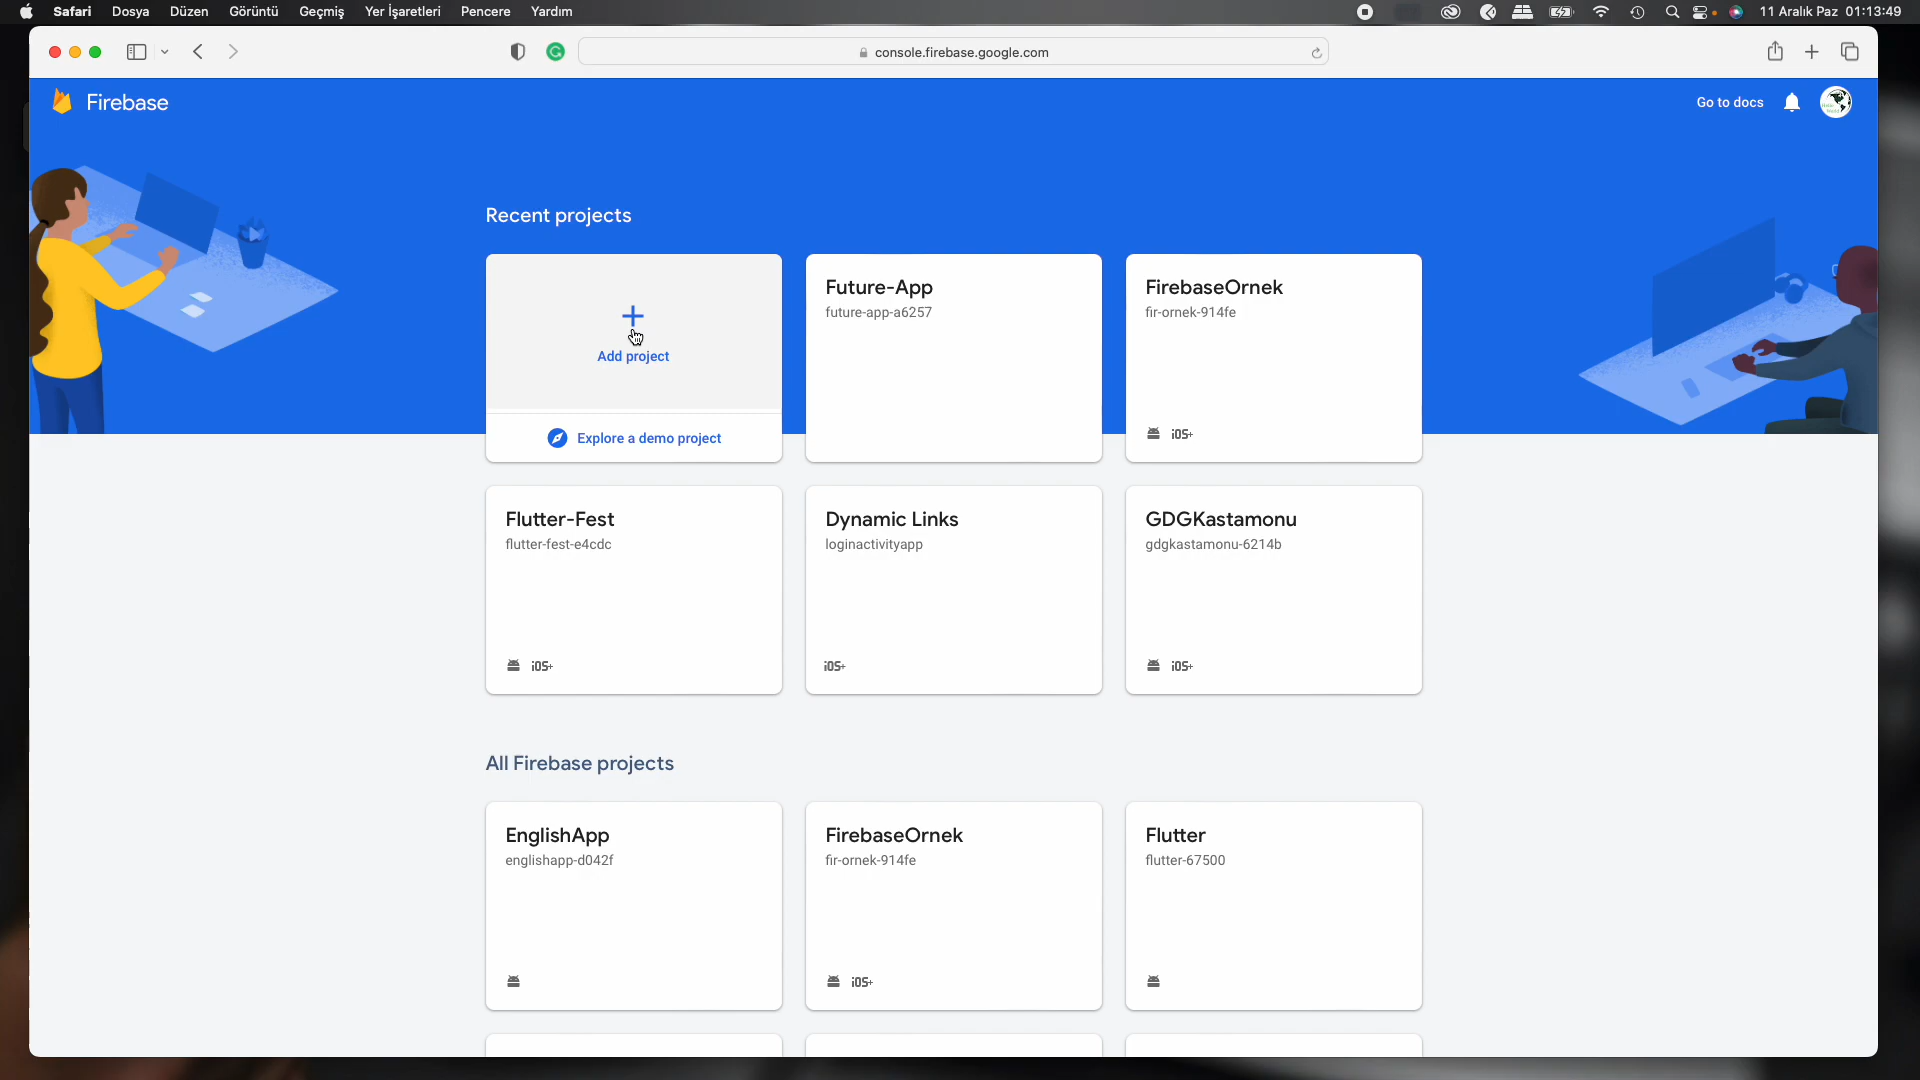 Safari Dosya Düzen Görüntü Geçmiş Yer İşaretleri Pencere Yardım 11 Aralık Paz 01:13:49
console.firebase.google.com
Firebase
Go to docs
Recent projects
Add project
Explore a demo project
Future-App
future-app-a6257
FirebaseOrnek
fir-ornek-914fe
iOS+
Flutter-Fest
flutter-fest-e4cdc
iOS+
Dynamic Links
loginactivityapp
iOS+
GDGKastamonu
gdgkastamonu-6214b
iOS+
All Firebase projects
EnglishApp
englishapp-d042f
FirebaseOrnek
fir-ornek-914fe
iOS+
Flutter
flutter-67500